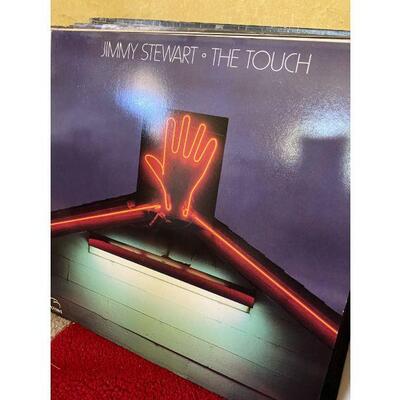 JIMMY STEWART ◦ THE TOUCH